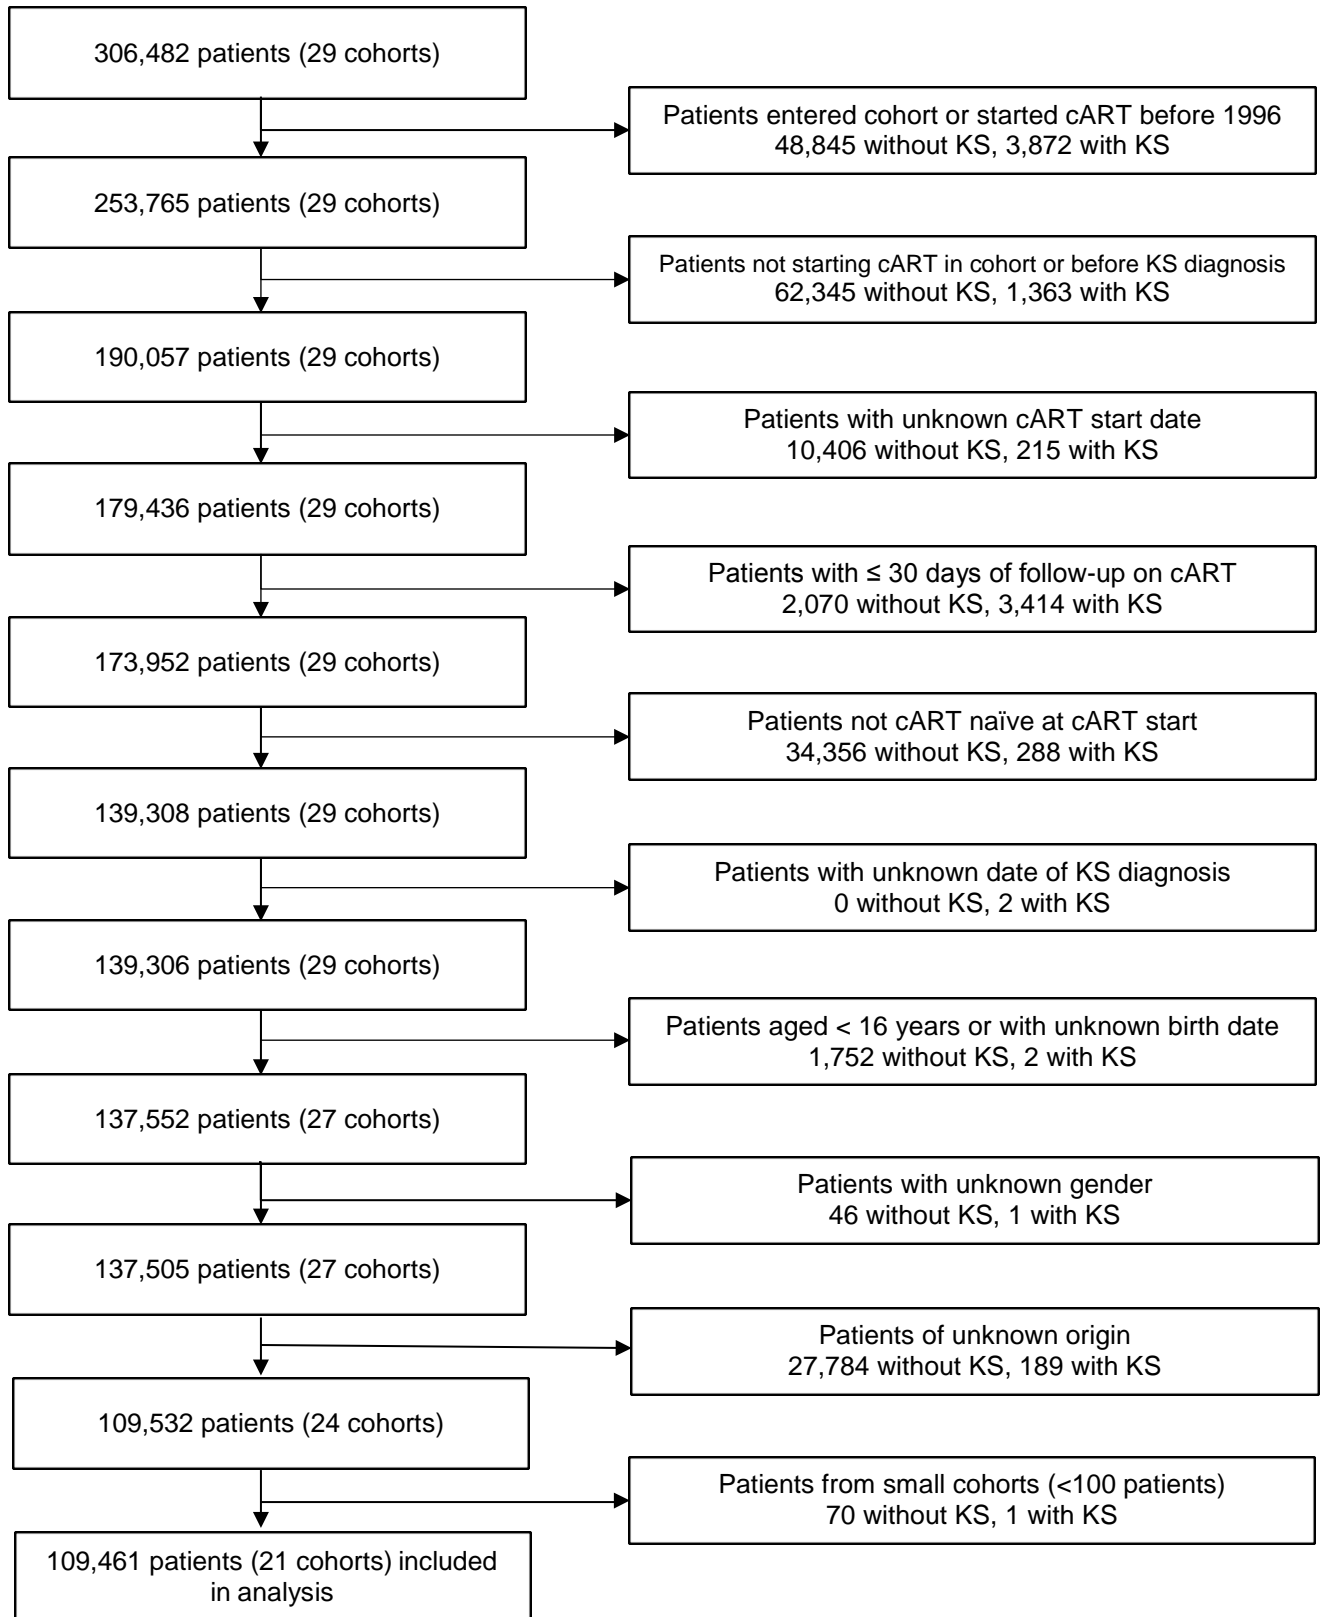 306,482 patients (29 cohorts)
Patients entered cohort or started cART before 1996
48,845 without KS, 3,872 with KS
253,765 patients (29 cohorts)
Patients not starting cART in cohort or before KS diagnosis
62,345 without KS, 1,363 with KS
190,057 patients (29 cohorts)
Patients with unknown cART start date
10,406 without KS, 215 with KS
179,436 patients (29 cohorts)
Patients with ≤ 30 days of follow-up on cART
2,070 without KS, 3,414 with KS
173,952 patients (29 cohorts)
Patients not cART naïve at cART start
34,356 without KS, 288 with KS
139,308 patients (29 cohorts)
Patients with unknown date of KS diagnosis
0 without KS, 2 with KS
139,306 patients (29 cohorts)
Patients aged < 16 years or with unknown birth date
1,752 without KS, 2 with KS
137,552 patients (27 cohorts)
Patients with unknown gender
46 without KS, 1 with KS
137,505 patients (27 cohorts)
Patients of unknown origin
27,784 without KS, 189 with KS
109,532 patients (24 cohorts)
Patients from small cohorts (<100 patients)
70 without KS, 1 with KS
109,461 patients (21 cohorts) included
in analysis